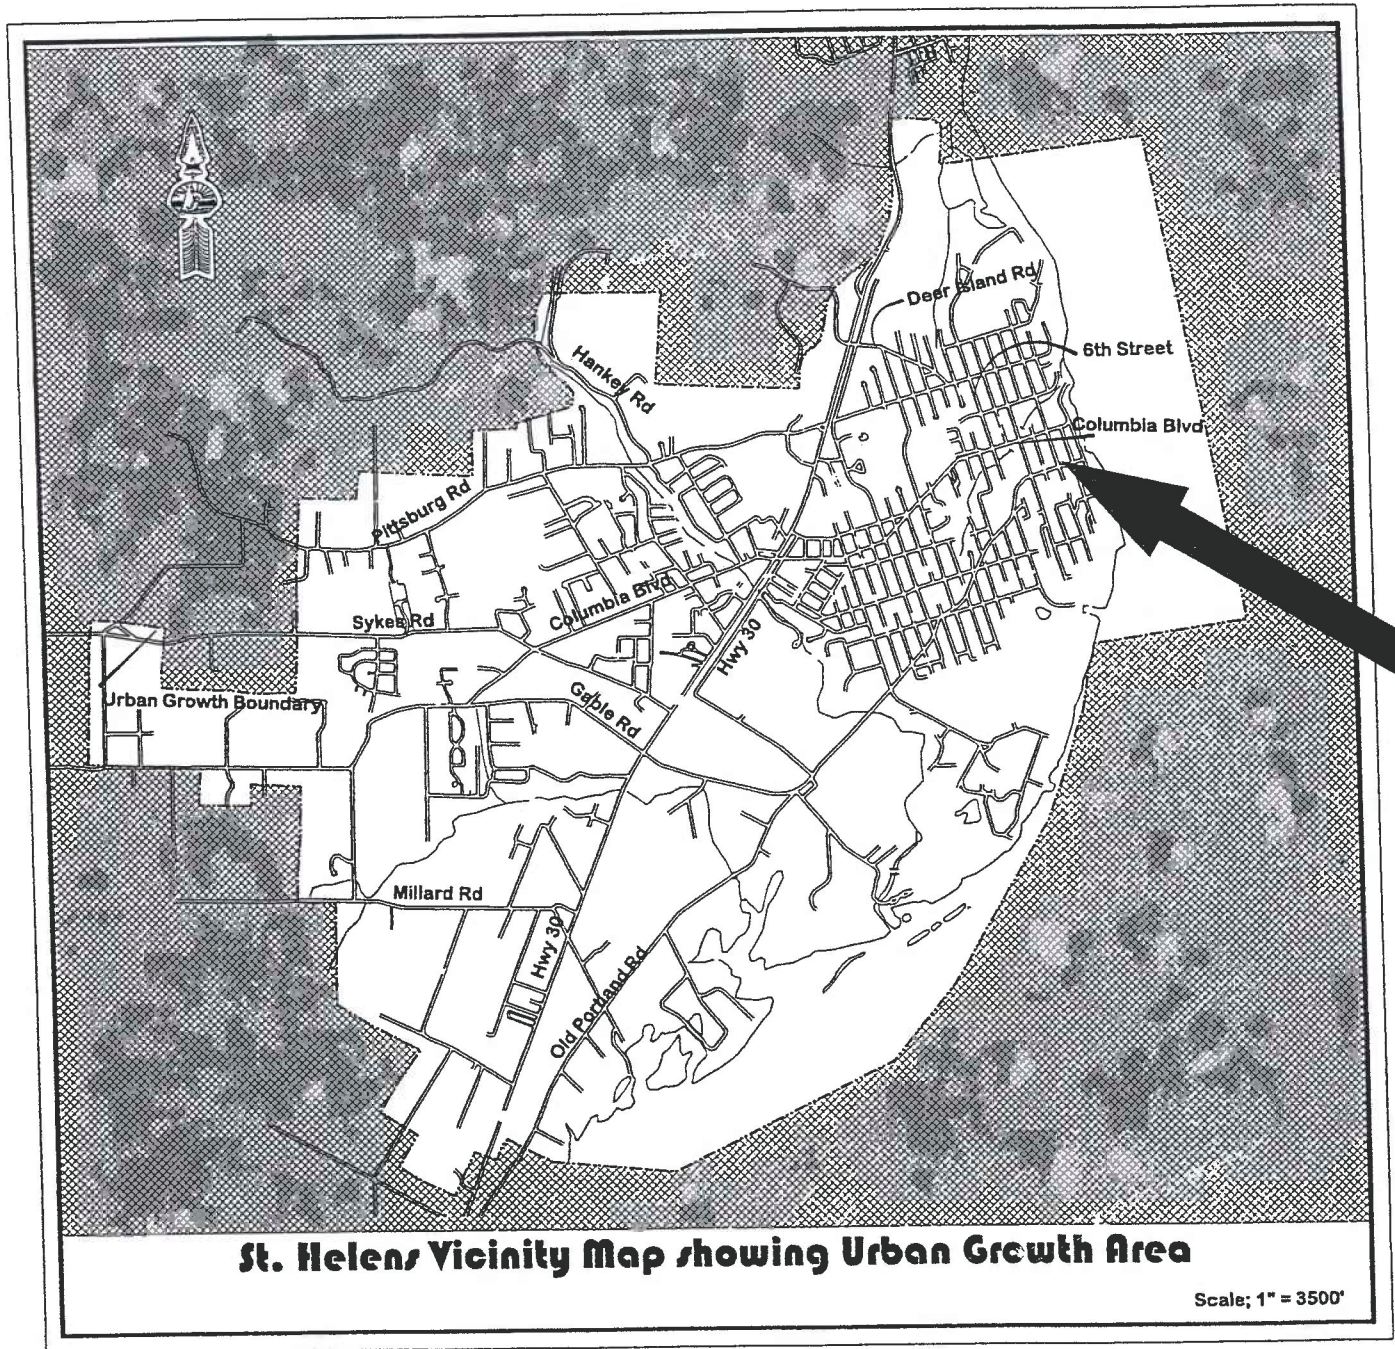 Deer Island Rd
6th Street
Hankey Rd
Columbia Blvd
Pittsburg Rd
Columbia Blvd
Sykes Rd
Hwy 30
Urban Growth Boundary
Gable Rd
Millard Rd
Hwy 30
Old Portland Rd
St. Helens Vicinity Map showing Urban Growth Area
Scale; 1" = 3500'